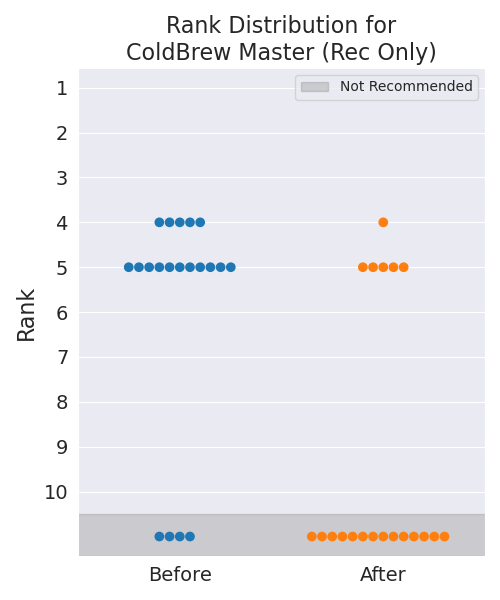 Rank Distribution for
ColdBrew Master (Rec Only)
Not Recommended
1
2
3
4
5
6
7
8
9
10
Rank
Before After